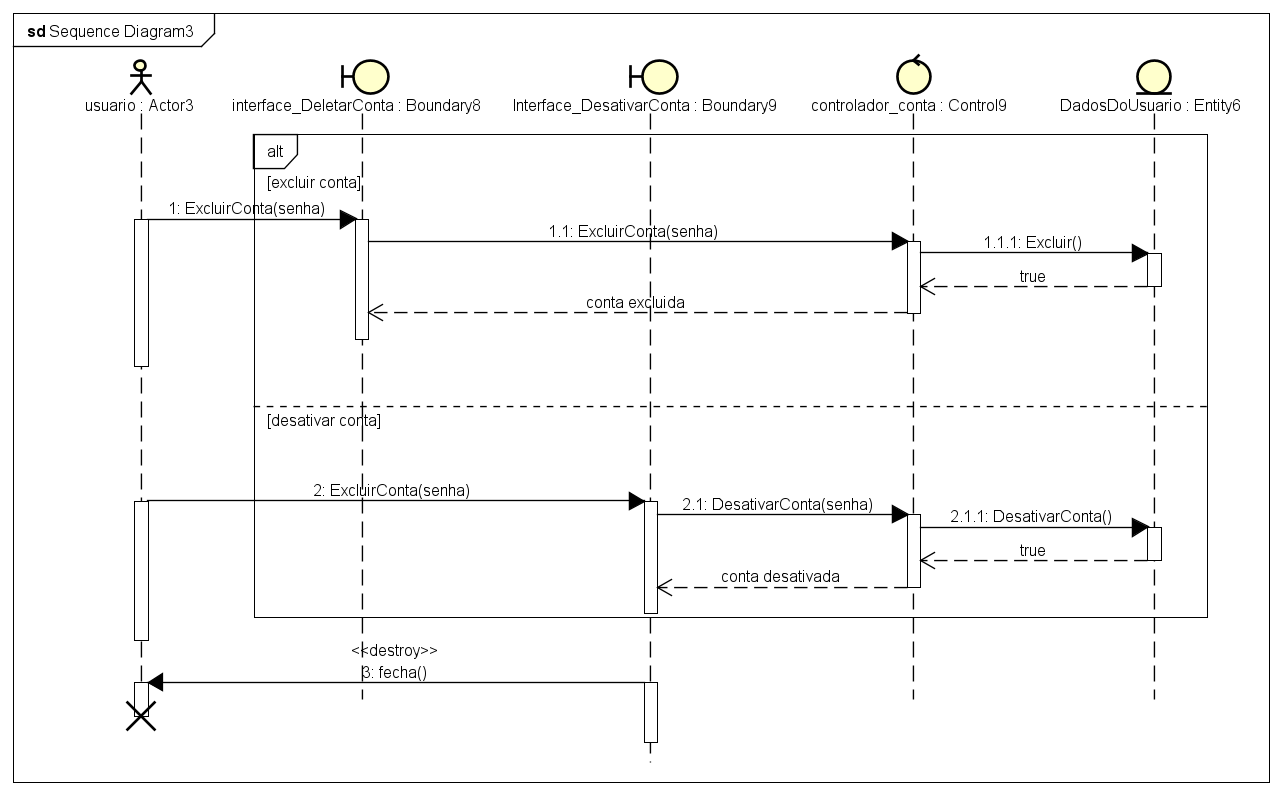 sd Sequence Diagram3
usuario : Actor3
interface_DeletarConta : Boundary8
Interface_DesativarConta : Boundary9
controlador_conta : Control9
DadosDoUsuario : Entity6
alt
[excluir conta]
1: ExcluirConta(senha)
1.1: ExcluirConta(senha)
1.1.1: Excluir()
true
conta excluida
[desativar conta]
2: ExcluirConta(senha)
2.1: DesativarConta(senha)
2.1.1: DesativarConta()
true
conta desativada
<<destroy>>
3: fecha()